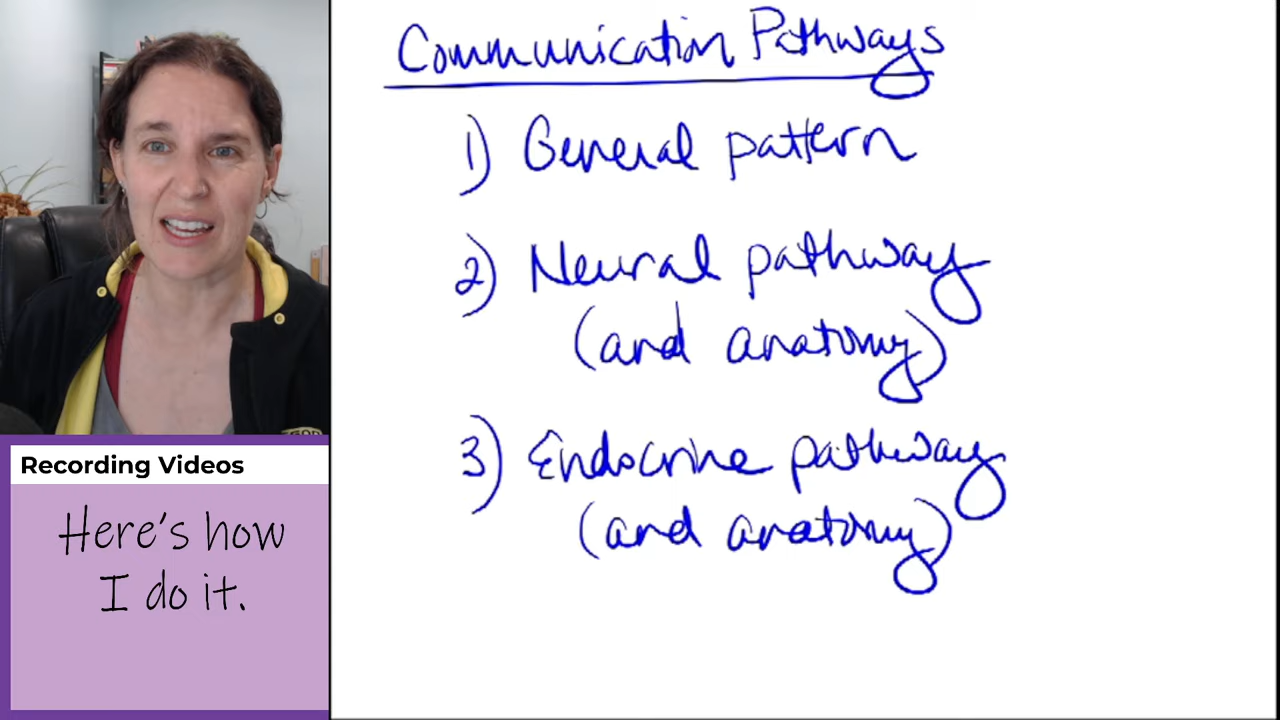 Communication Pathways
1) General pattern
2) Neural pathway
(and anatomy)
3) Endocrine pathway
(and anatomy)
Recording Videos
Here's how
I do it.